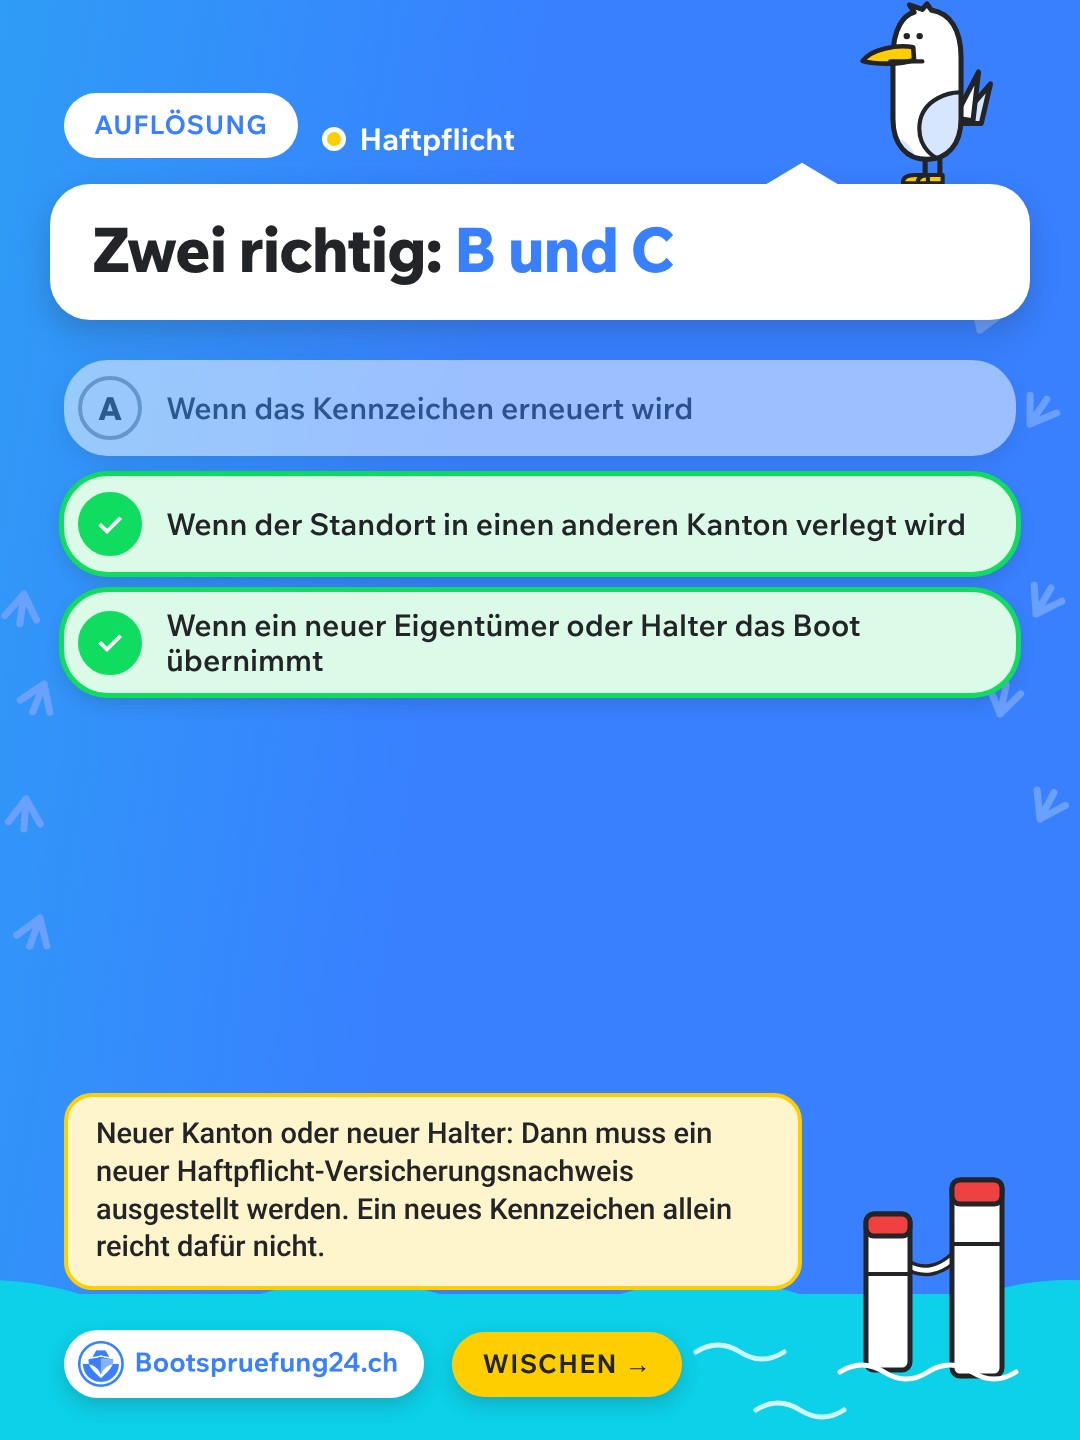 AUFLÖSUNG
Haftpflicht
Zwei richtig: B und C
A Wenn das Kennzeichen erneuert wird
Wenn der Standort in einen anderen Kanton verlegt wird
Wenn ein neuer Eigentümer oder Halter das Boot
übernimmt
Neuer Kanton oder neuer Halter: Dann muss ein
neuer Haftpflicht-Versicherungsnachweis
ausgestellt werden. Ein neues Kennzeichen allein
reicht dafür nicht.
Bootspruefung24.ch
WISCHEN →